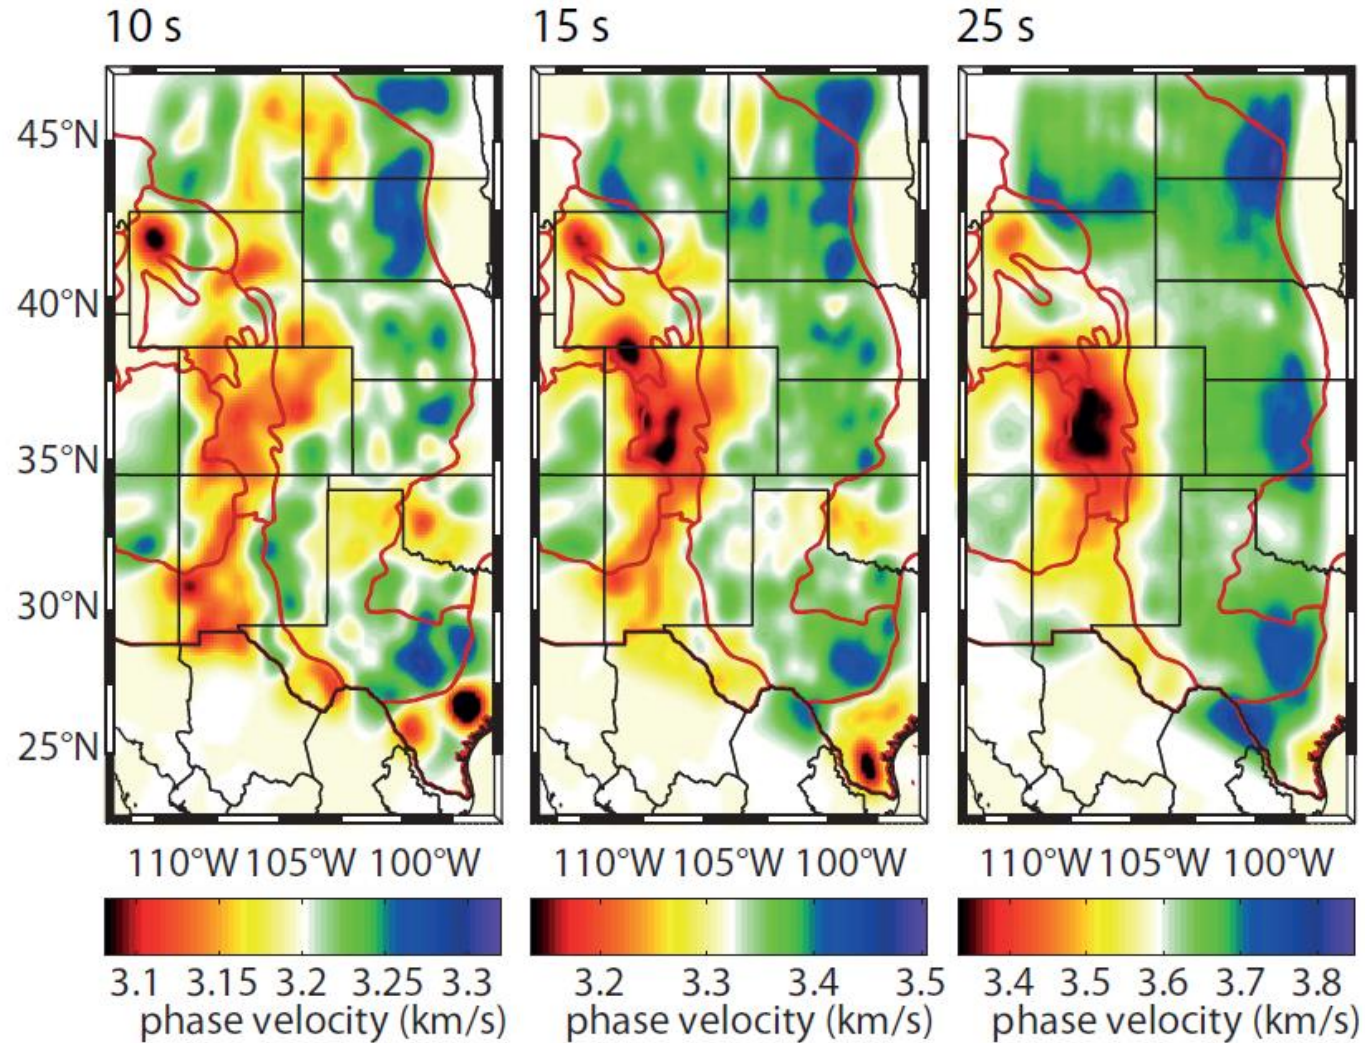 10 s
15 s
25 s
45°N
40°N
35°N
30°N
25°N
110°W 105°W 100°W
110°W 105°W 100°W
110°W 105°W 100°W
3.1 3.15 3.2 3.25 3.3
3.2 3.3 3.4 3.5
3.4 3.5 3.6 3.7 3.8
phase velocity (km/s)
phase velocity (km/s)
phase velocity (km/s)